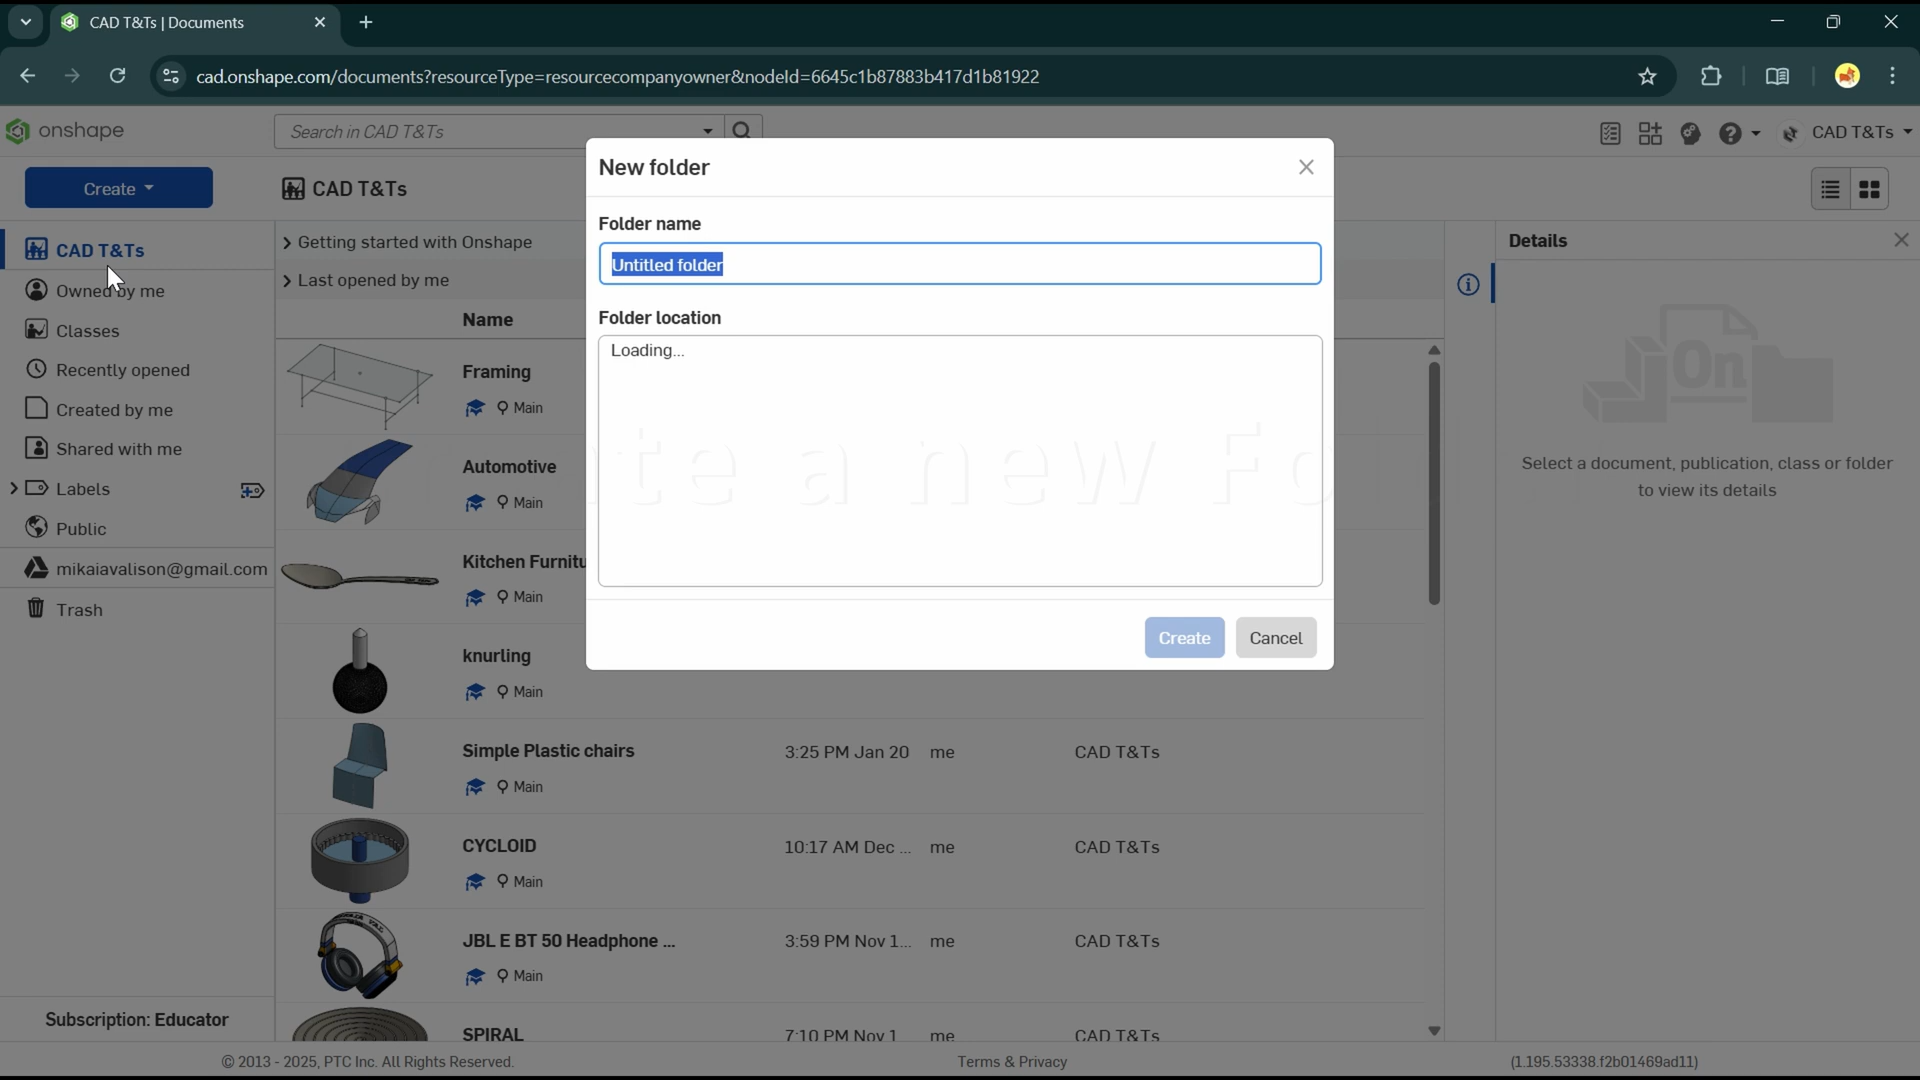 CAD T&Ts | Documents
cad.onshape.com/documents?resourceType=resourcecompanyowner&nodeId=6645c1b87883b417d1b81922
onshape
Search in CAD T&Ts
CAD T&Ts
Create
CAD T&Ts
CAD T&Ts
Owned by me
Classes
Recently opened
Created by me
Shared with me
Labels
Public
mikaiavalison@gmail.com
Trash
Subscription: Educator
Getting started with Onshape
Last opened by me
Name
Framing
Main
Automotive
Main
Kitchen Furnitu
Main
knurling
Main
Simple Plastic chairs 3:25 PM Jan 20 me CAD T&Ts
Main
CYCLOID 10:17 AM Dec ... me CAD T&Ts
Main
JBL E BT 50 Headphone ... 3:59 PM Nov 1... me CAD T&Ts
Main
SPIRAL 7:10 PM Nov 1 me CAD T&Ts
New folder
Folder name
Untitled folder
Folder location
Loading...
te a new Fo
Create Cancel
Details
On
Select a document, publication, class or folder
to view its details
© 2013 - 2025, PTC Inc. All Rights Reserved.
Terms & Privacy
(1.195.53338.f2b01469ad11)